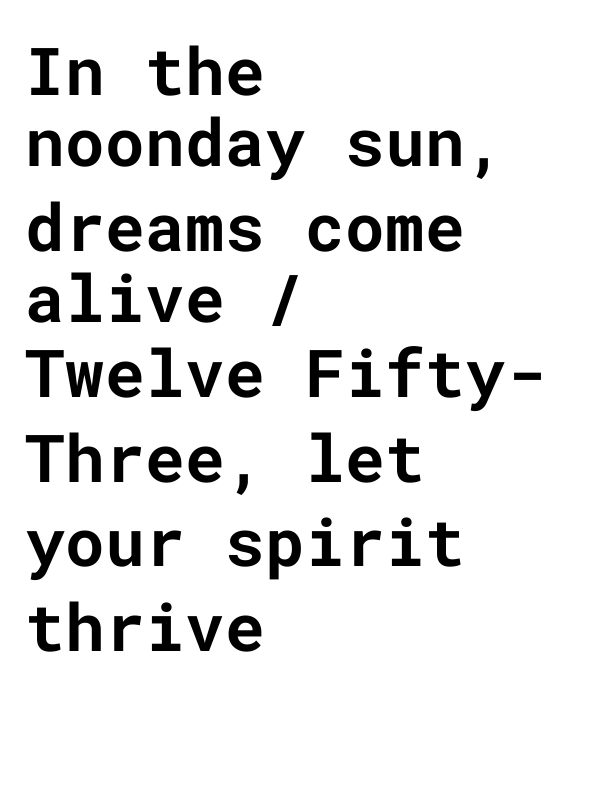 In the
noonday sun,
dreams come
alive /
Twelve Fifty-
Three, let
your spirit
thrive